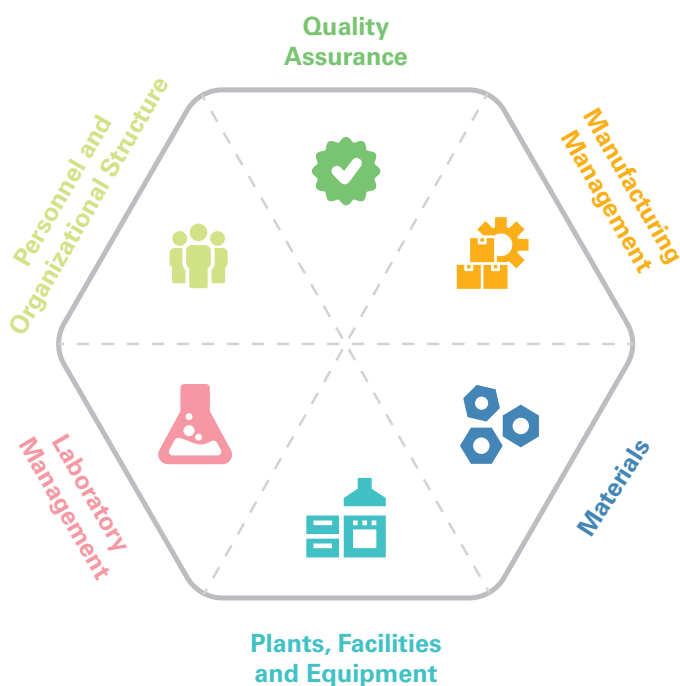 Quality
Assurance
Manufacturing
Management
Materials
Plants, Facilities
and Equipment
Laboratory
Management
Personnel and
Organizational Structure